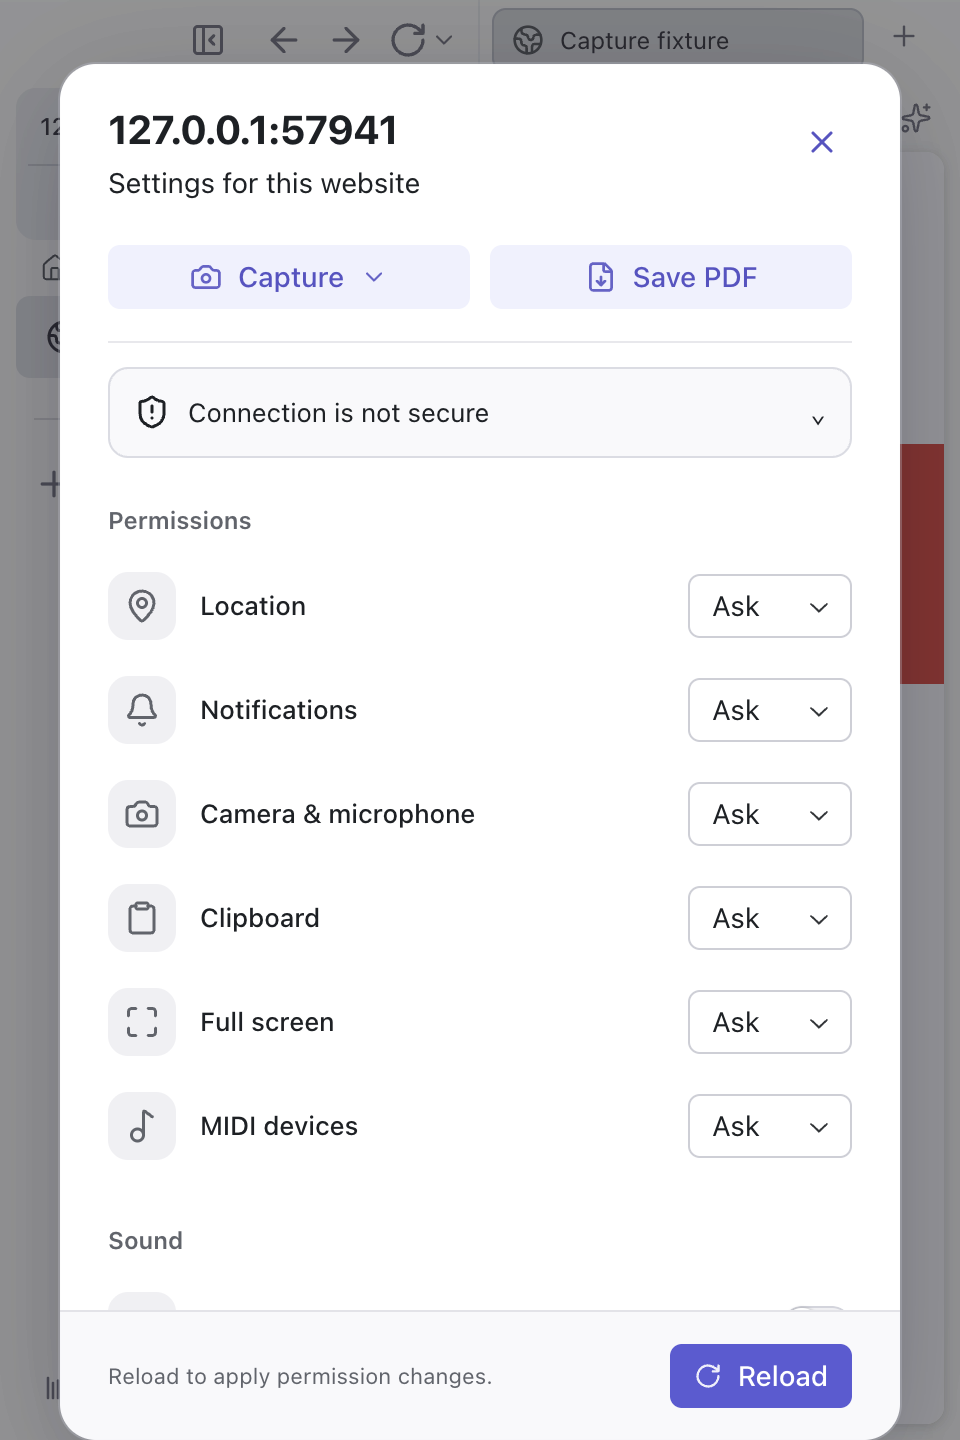 Capture fixture
12
127.0.0.1:57941
Settings for this website
Capture
Save PDF
Connection is not secure
Permissions
Location
Ask
Notifications
Ask
Camera & microphone
Ask
Clipboard
Ask
Full screen
Ask
MIDI devices
Ask
Sound
Reload to apply permission changes.
Reload